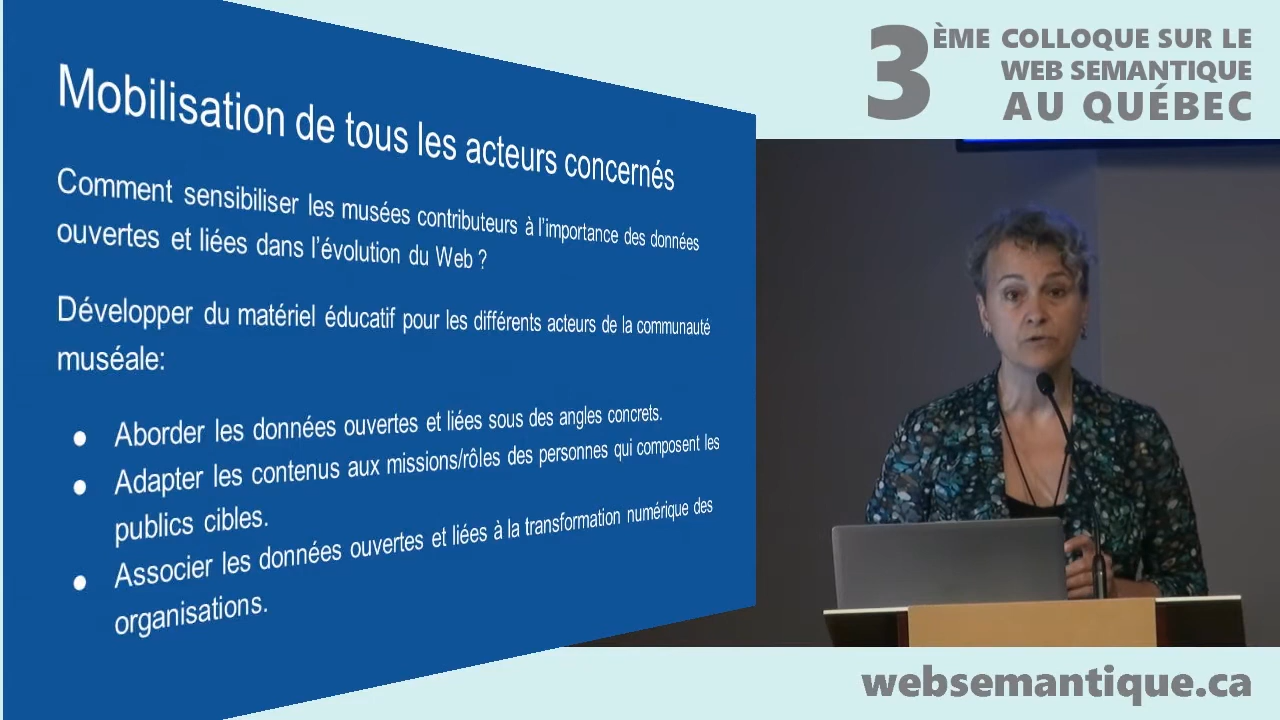 Mobilisation de tous les acteurs concernés
Comment sensibiliser les musées contributeurs à l'importance des données
ouvertes et liées dans l'évolution du Web ?
Développer du matériel éducatif pour les différents acteurs de la communauté
muséale:
● Aborder les données ouvertes et liées sous des angles concrets.
● Adapter les contenus aux missions/rôles des personnes qui composent les
publics cibles.
● Associer les données ouvertes et liées à la transformation numérique des
organisations.
3ÈME COLLOQUE SUR LE
WEB SEMANTIQUE
AU QUÉBEC
websemantique.ca